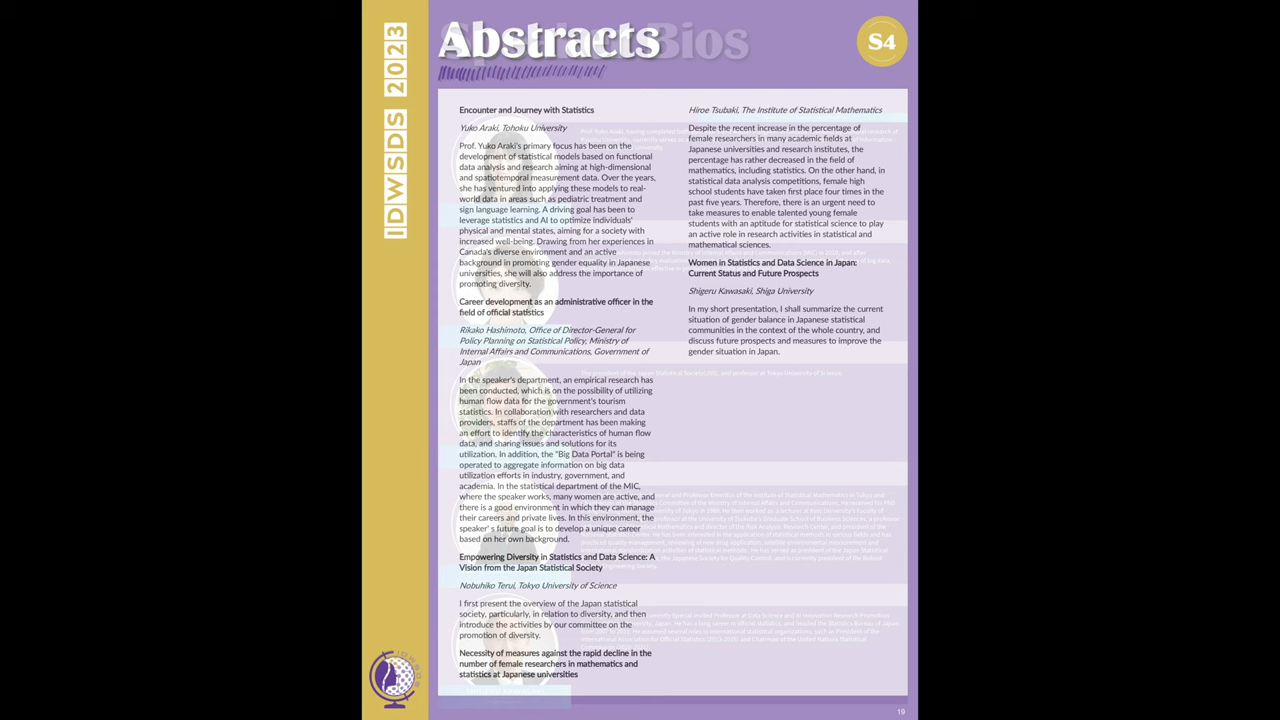 IDWSDS 2023
Abstracts
Bios
S4
Encounter and Journey with Statistics
Yuko Araki, Tohoku University
Prof. Yuko Araki's primary focus has been on the
development of statistical models based on functional
data analysis and research aiming at high-dimensional
and spatiotemporal measurement data. Over the years,
she has ventured into applying these models to real-
world data in areas such as pediatric treatment and
sign language learning. A driving goal has been to
leverage statistics and AI to optimize individuals'
physical and mental states, aiming for a society with
increased well-being. Drawing from her experiences in
Canada's diverse environment and an active
background in promoting gender equality in Japanese
universities, she will also address the importance of
promoting diversity.
Career development as an administrative officer in the
field of official statistics
Rikako Hashimoto, Office of Director-General for
Policy Planning on Statistical Policy, Ministry of
Internal Affairs and Communications, Government of
Japan
In the speaker's department, an empirical research has
been conducted, which is on the possibility of utilizing
human flow data for the government's tourism
statistics. In collaboration with researchers and data
providers, staffs of the department has been making
an effort to identify the characteristics of human flow
data, and sharing issues and solutions for its
utilization. In addition, the "Big Data Portal" is being
operated to aggregate information on big data
utilization efforts in industry, government, and
academia. In the statistical department of the MIC,
where the speaker works, many women are active, and
there is a good environment in which they can manage
their careers and private lives. In this environment, the
speaker' s future goal is to develop a unique career
based on her own background.
Empowering Diversity in Statistics and Data Science: A
Vision from the Japan Statistical Society
Nobuhiko Terui, Tokyo University of Science
I first present the overview of the Japan statistical
society, particularly, in relation to diversity, and then
introduce the activities by our committee on the
promotion of diversity.
Necessity of measures against the rapid decline in the
number of female researchers in mathematics and
statistics at Japanese universities
Hiroe Tsubaki, The Institute of Statistical Mathematics
Despite the recent increase in the percentage of
female researchers in many academic fields at
Japanese universities and research institutes, the
percentage has rather decreased in the field of
mathematics, including statistics. On the other hand, in
statistical data analysis competitions, female high
school students have taken first place four times in the
past five years. Therefore, there is an urgent need to
take measures to enable talented young female
students with an aptitude for statistical science to play
an active role in research activities in statistical and
mathematical sciences.
Women in Statistics and Data Science in Japan:
Current Status and Future Prospects
Shigeru Kawasaki, Shiga University
In my short presentation, I shall summarize the current
situation of gender balance in Japanese statistical
communities in the context of the whole country, and
discuss future prospects and measures to improve the
gender situation in Japan.
The president of the Japan Statistical Society(JSS), and professor at Tokyo University of Science.
IDWSDS
19